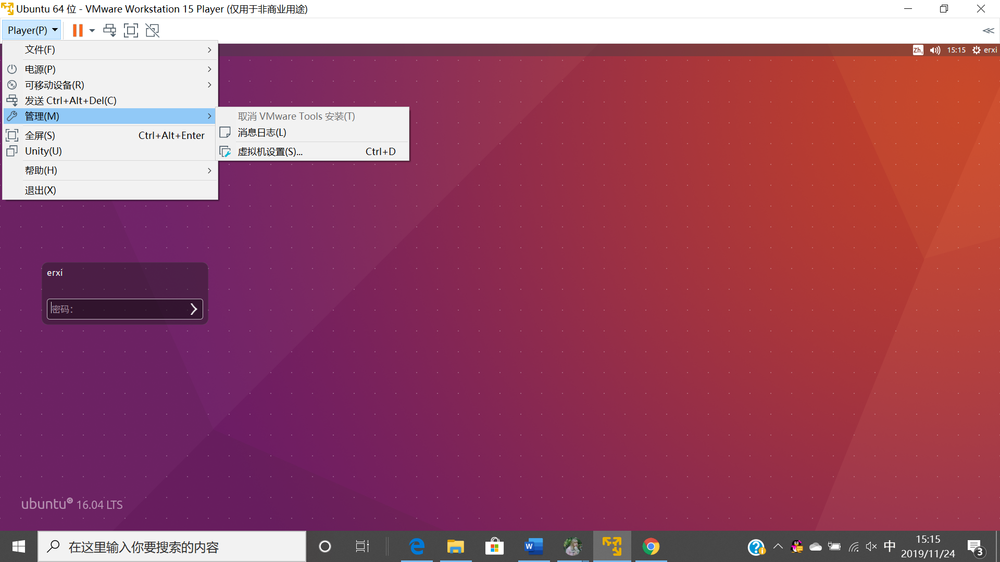 Ubuntu 64 位 - VMware Workstation 15 Player (仅用于非商业用途)
Player(P)
文件(F)
电源(P)
可移动设备(R)
发送 Ctrl+Alt+Del(C)
管理(M)
全屏(S) Ctrl+Alt+Enter
Unity(U)
帮助(H)
退出(X)
取消 VMware Tools 安装(T)
消息日志(L)
虚拟机设置(S)... Ctrl+D
Zh1 15:15 erxi
erxi
密码：
ubuntu® 16.04 LTS
在这里输入你要搜索的内容
W
中
15:15
2019/11/24
3